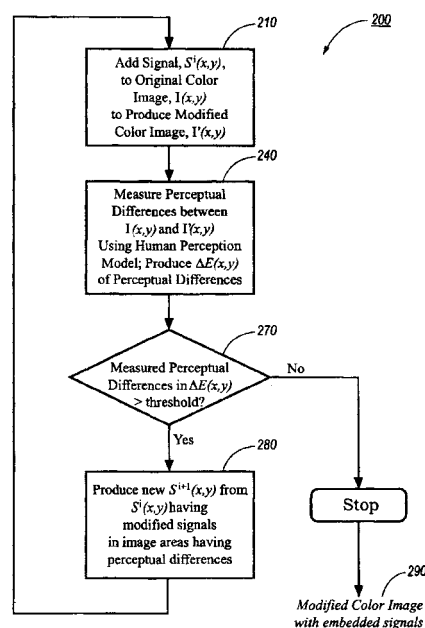 210
200
Add Signal, Sⁱ(x,y),
to Original Color
Image, I(x,y)
to Produce Modified
Color Image, I'(x,y)
240
Measure Perceptual
Differences between
I(x,y) and I'(x,y)
Using Human Perception
Model; Produce ΔE(x,y)
of Perceptual Differences
270
Measured Perceptual
Differences in ΔE(x,y)
> threshold?
No
Yes
280
Produce new Sⁱ⁺¹(x,y) from
Sⁱ(x,y) having
modified signals
in image areas having
perceptual differences
Stop
290
Modified Color Image
with embedded signals